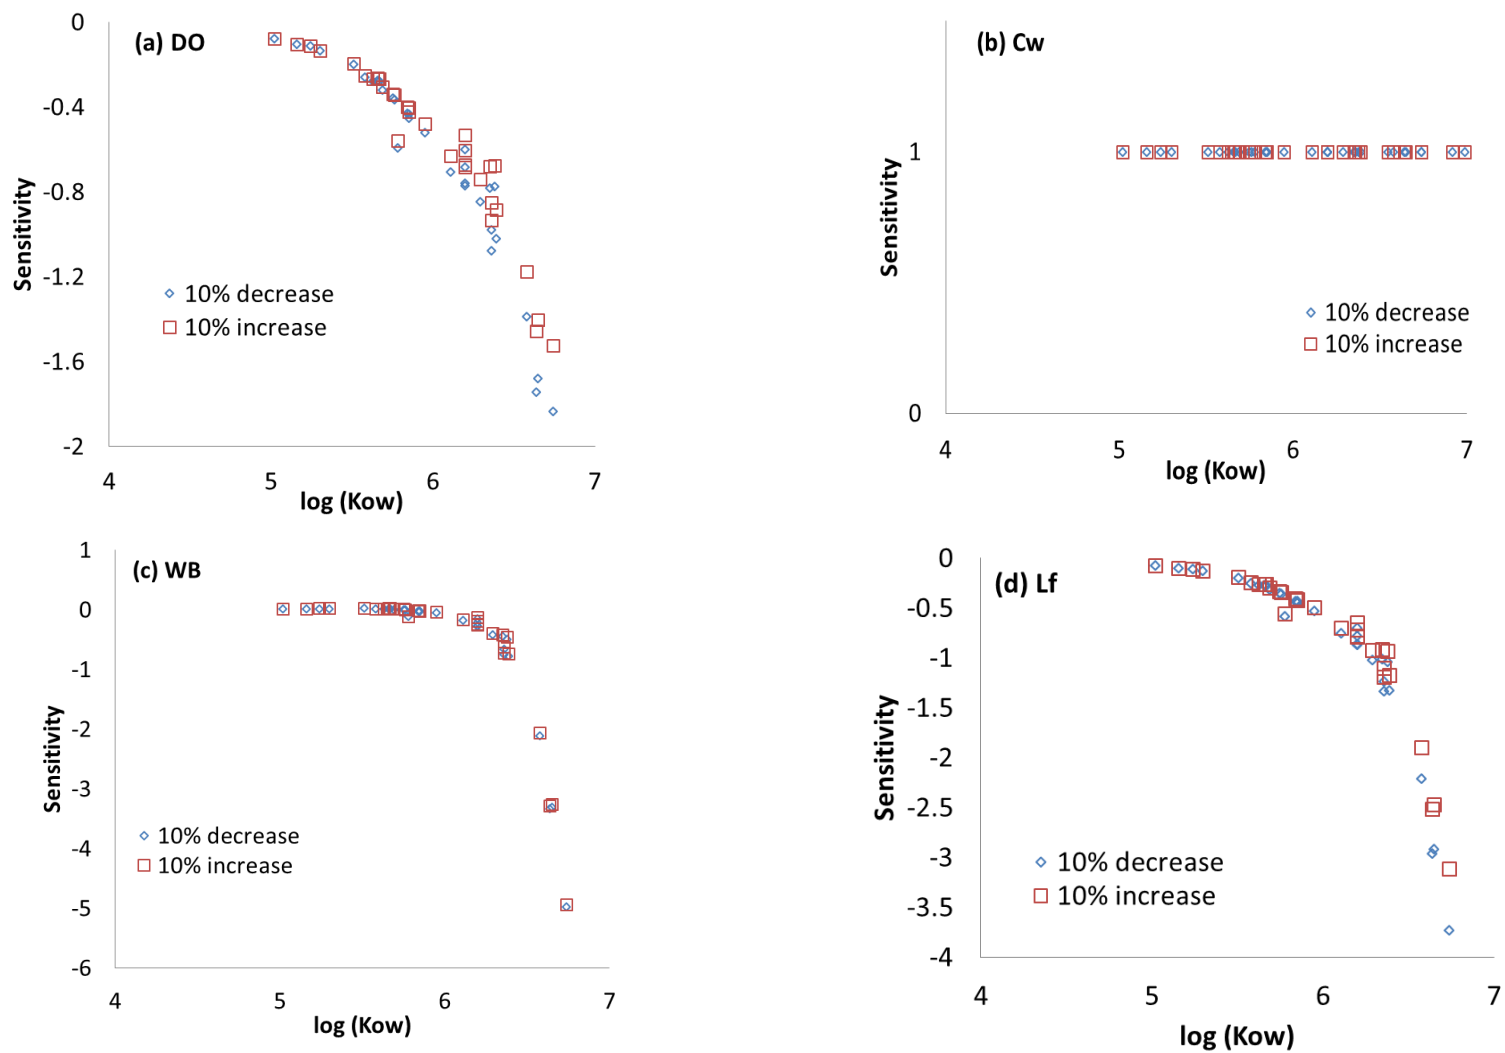 (a) DO
0
-0.4
-0.8
-1.2
-1.6
-2
Sensitivity
10% decrease
10% increase
4 5 6 7
log (Kow)
(b) Cw
1
0
Sensitivity
10% decrease
10% increase
4 5 6 7
log (Kow)
(c) WB
1
0
-1
-2
-3
-4
-5
-6
Sensitivity
10% decrease
10% increase
4 5 6 7
log (Kow)
(d) Lf
0
-0.5
-1
-1.5
-2
-2.5
-3
-3.5
-4
Sensitivity
10% decrease
10% increase
4 5 6 7
log (Kow)